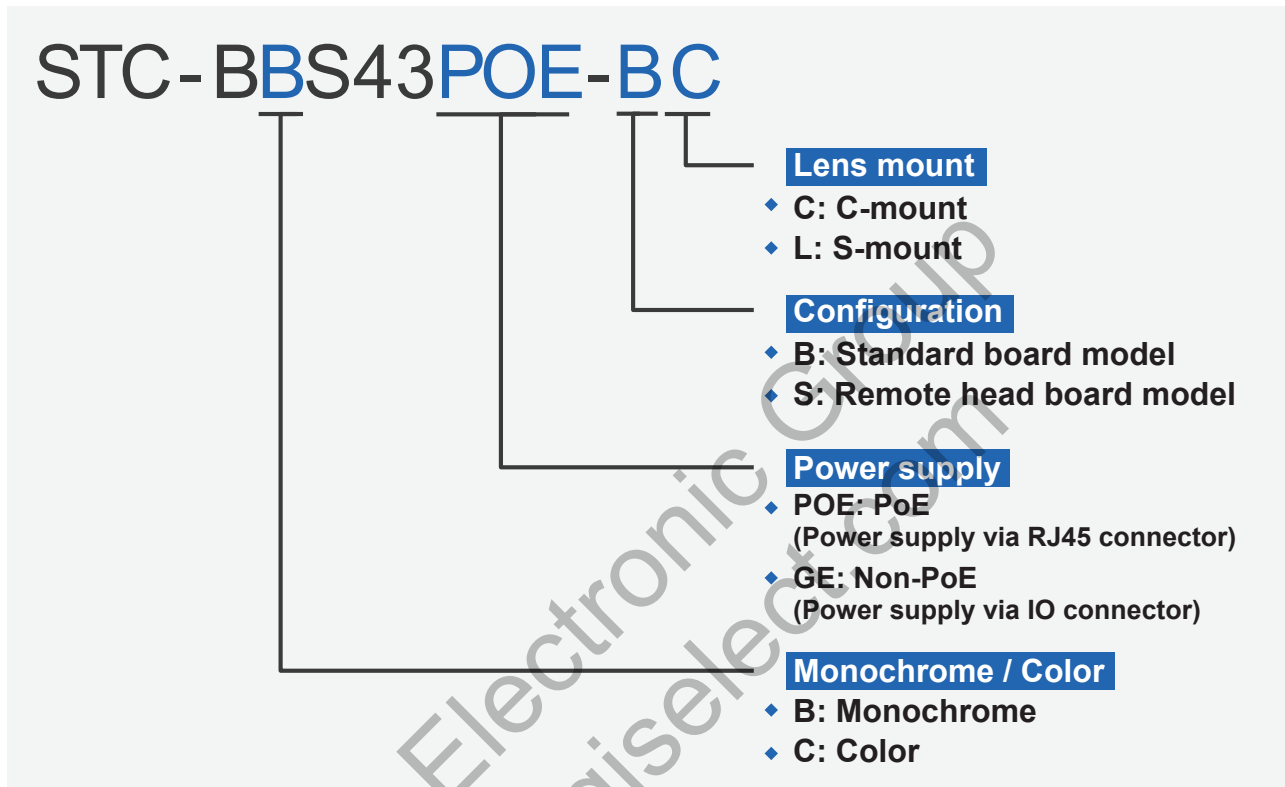 STC-BBS43POE-BC
Lens mount
C: C-mount
L: S-mount
Configuration
B: Standard board model
S: Remote head board model
Power supply
POE: PoE
(Power supply via RJ45 connector)
GE: Non-PoE
(Power supply via IO connector)
Monochrome / Color
B: Monochrome
C: Color
Electronic Group
giselect.com